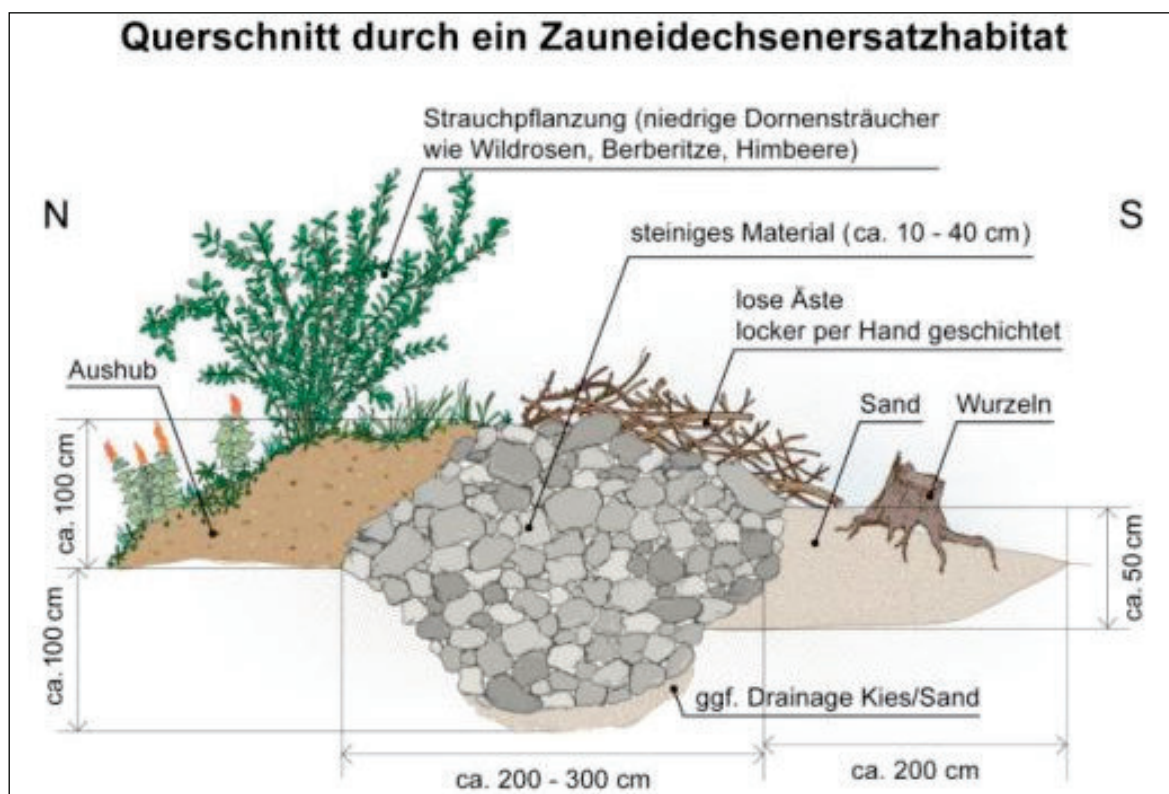 Querschnitt durch ein Zauneidechsenersatzhabitat
Strauchpflanzung (niedrige Dornensträucher
wie Wildrosen, Berberitze, Himbeere)
N
S
steiniges Material (ca. 10 - 40 cm)
lose Äste
locker per Hand geschichtet
Aushub
Sand
Wurzeln
ca. 100 cm
ca. 50 cm
ca. 100 cm
ggf. Drainage Kies/Sand
ca. 200 - 300 cm
ca. 200 cm